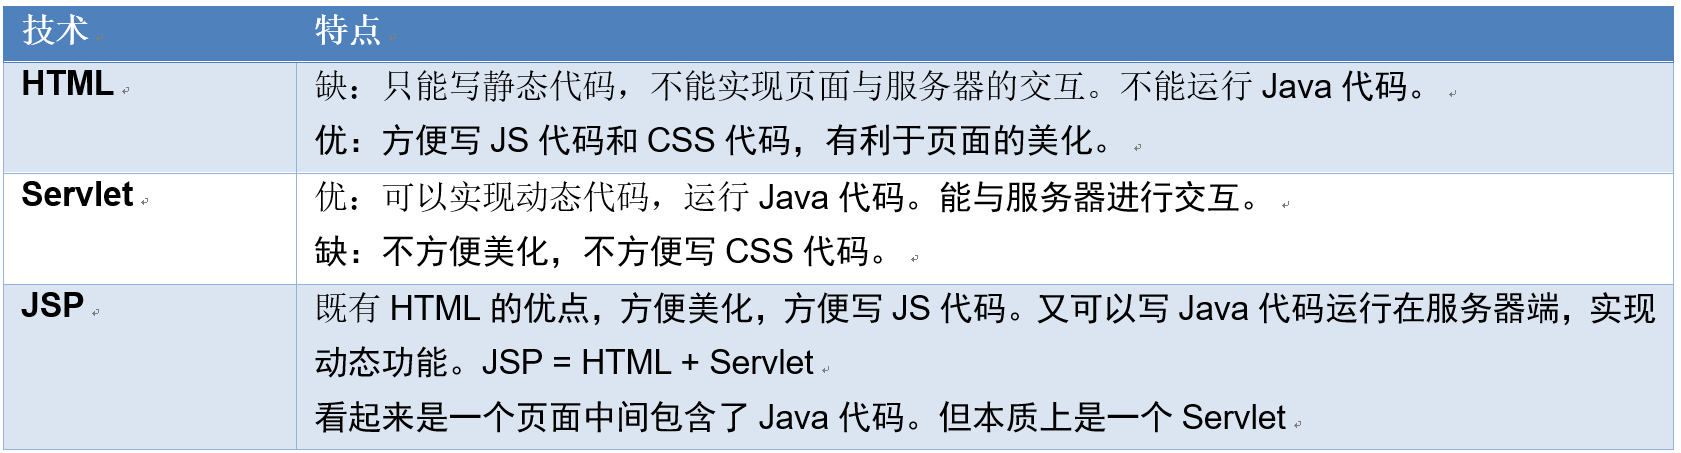 技术 特点
HTML 缺：只能写静态代码，不能实现页面与服务器的交互。不能运行 Java 代码。
优：方便写 JS 代码和 CSS 代码，有利于页面的美化。
Servlet 优：可以实现动态代码，运行 Java 代码。能与服务器进行交互。
缺：不方便美化，不方便写 CSS 代码。
JSP 既有 HTML 的优点，方便美化，方便写 JS 代码。又可以写 Java 代码运行在服务器端，实现
动态功能。JSP = HTML + Servlet
看起来是一个页面中间包含了 Java 代码。但本质上是一个 Servlet